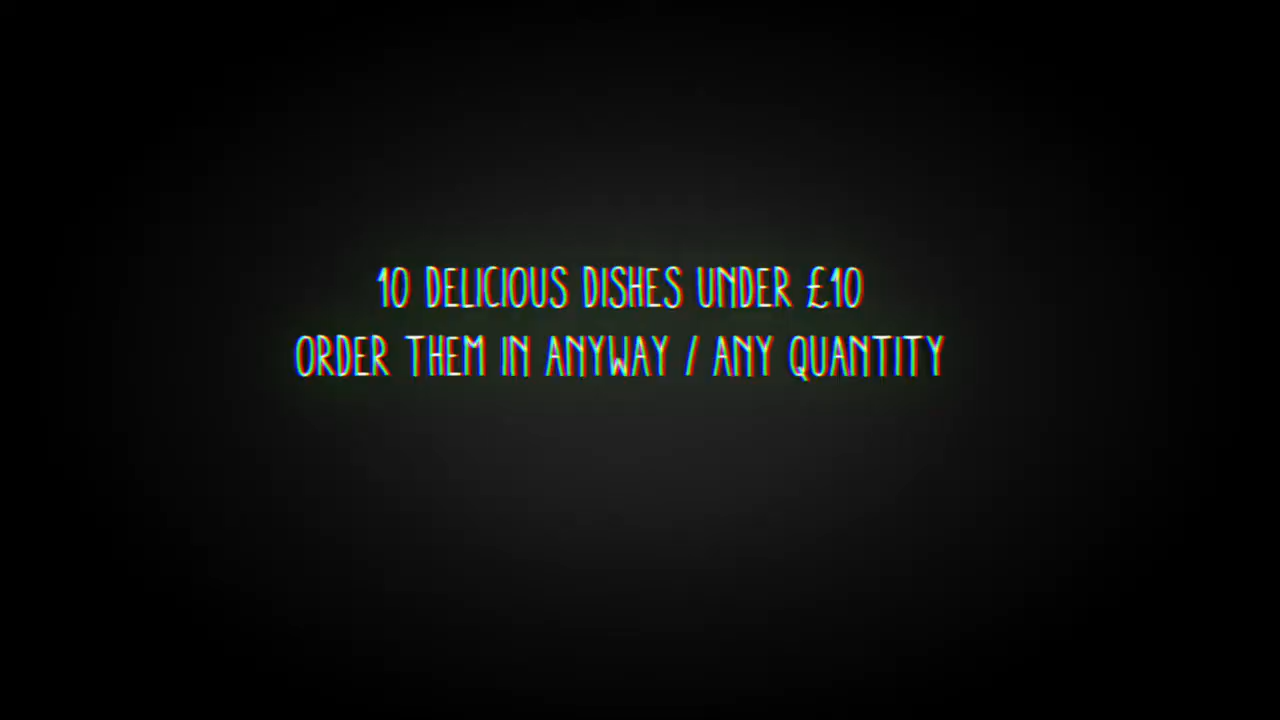 10 DELICIOUS DISHES UNDER £10
ORDER THEM IN ANYWAY / ANY QUANTITY